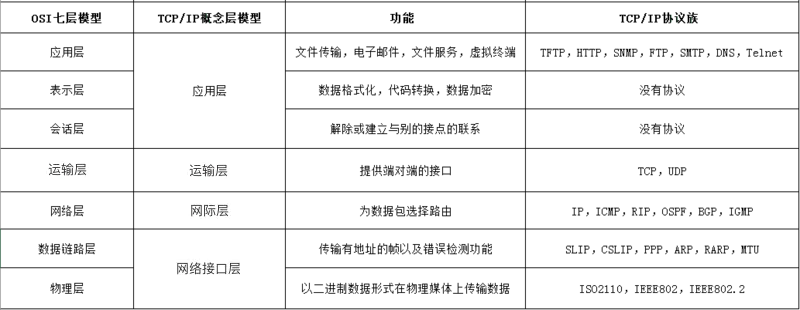 OSI七层模型 TCP/IP概念层模型 功能 TCP/IP协议族
应用层 文件传输，电子邮件，文件服务，虚拟终端 TFTP，HTTP，SNMP，FTP，SMTP，DNS，Telnet
表示层 应用层 数据格式化，代码转换，数据加密 没有协议
会话层 解除或建立与别的接点的联系 没有协议
运输层 运输层 提供端对端的接口 TCP，UDP
网络层 网际层 为数据包选择路由 IP，ICMP，RIP，OSPF，BGP，IGMP
数据链路层 传输有地址的帧以及错误检测功能 SLIP，CSLIP，PPP，ARP，RARP，MTU
网络接口层
物理层 以二进制数据形式在物理媒体上传输数据 ISO2110，IEEE802，IEEE802.2